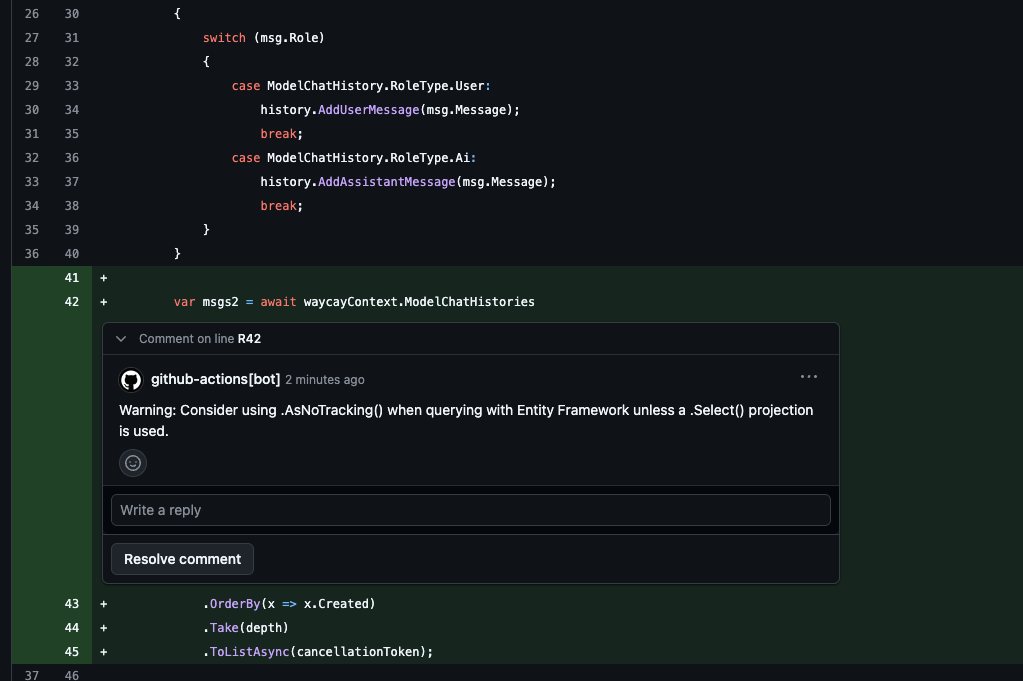 26 30 {
27 31 switch (msg.Role)
28 32 {
29 33 case ModelChatHistory.RoleType.User:
30 34 history.AddUserMessage(msg.Message);
31 35 break;
32 36 case ModelChatHistory.RoleType.Ai:
33 37 history.AddAssistantMessage(msg.Message);
34 38 break;
35 39 }
36 40 }
41 +
42 + var msgs2 = await waycayContext.ModelChatHistories
Comment on line R42
github-actions[bot] 2 minutes ago
Warning: Consider using .AsNoTracking() when querying with Entity Framework unless a .Select() projection
is used.
Write a reply
Resolve comment
43 + .OrderBy(x => x.Created)
44 + .Take(depth)
45 + .ToListAsync(cancellationToken);
37 46